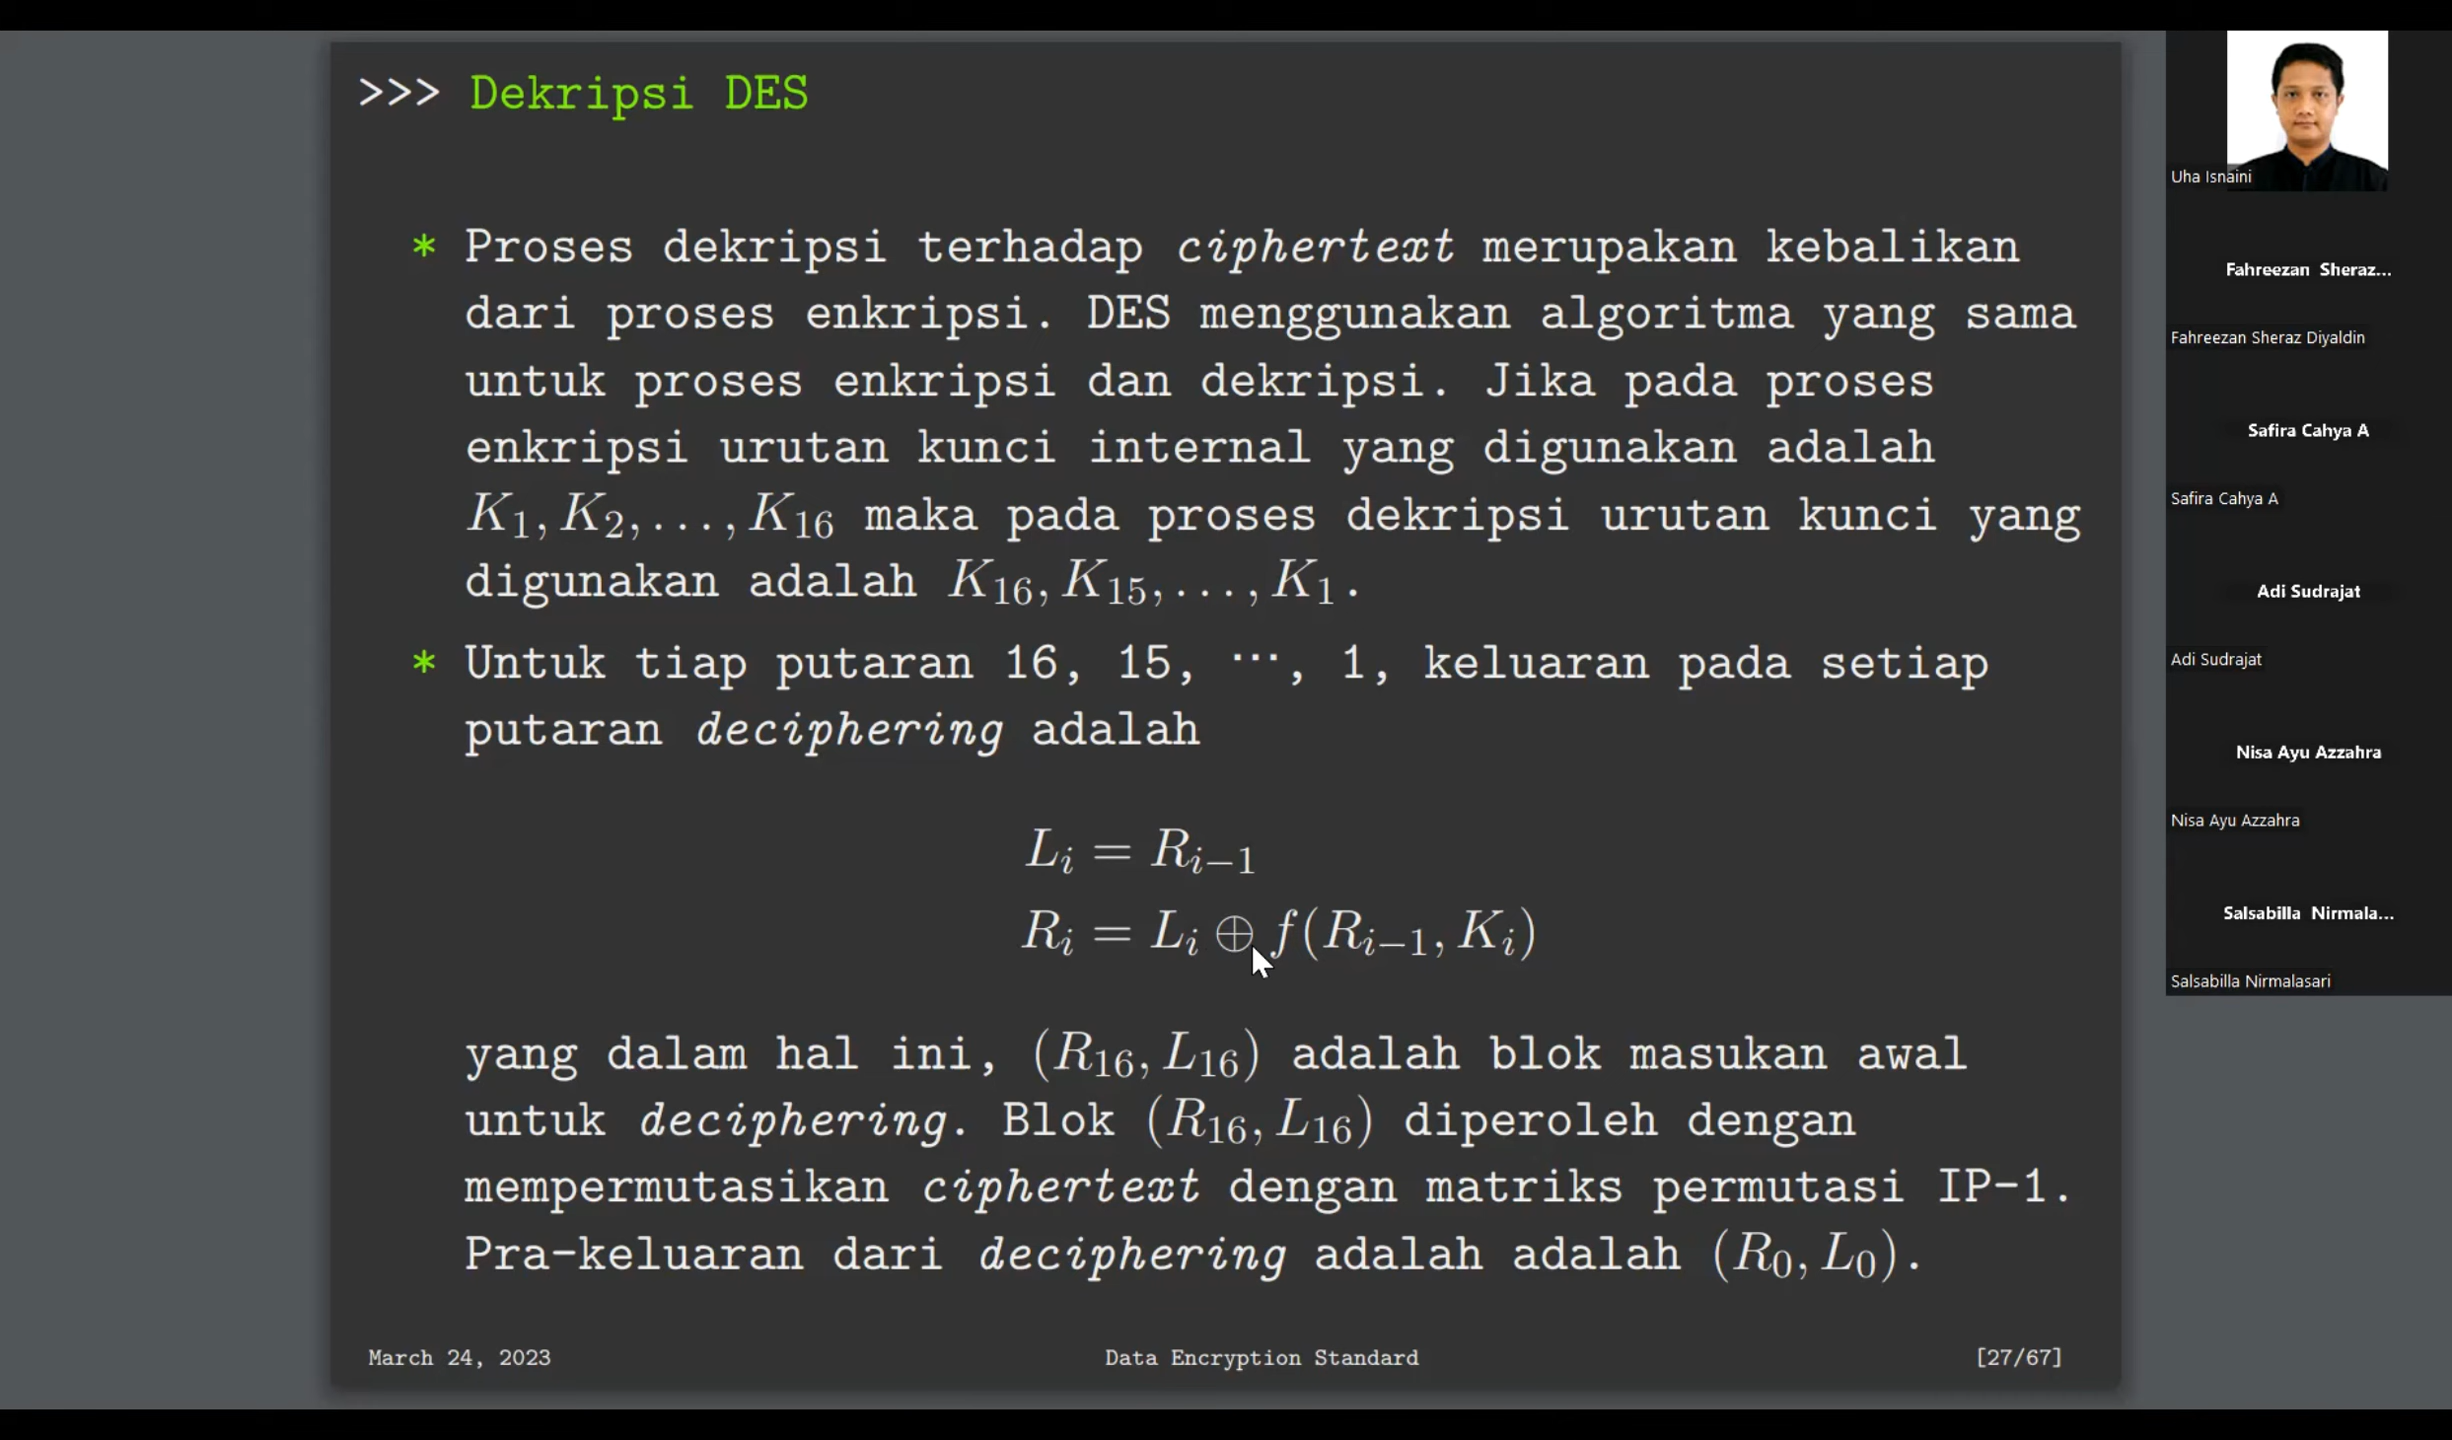 >>> Dekripsi DES
* Proses dekripsi terhadap ciphertext merupakan kebalikan
dari proses enkripsi. DES menggunakan algoritma yang sama
untuk proses enkripsi dan dekripsi. Jika pada proses
enkripsi urutan kunci internal yang digunakan adalah
K₁, K₂, ..., K₁₆ maka pada proses dekripsi urutan kunci yang
digunakan adalah K₁₆, K₁₅, ..., K₁.
* Untuk tiap putaran 16, 15, ⋯, 1, keluaran pada setiap
putaran deciphering adalah
Lᵢ = Rᵢ₋₁
Rᵢ = Lᵢ ⊕ f(Rᵢ₋₁, Kᵢ)
yang dalam hal ini, (R₁₆, L₁₆) adalah blok masukan awal
untuk deciphering. Blok (R₁₆, L₁₆) diperoleh dengan
mempermutasikan ciphertext dengan matriks permutasi IP-1.
Pra-keluaran dari deciphering adalah adalah (R₀, L₀).
March 24, 2023
Data Encryption Standard
[27/67]
Uha Isnaini
Fahreezan Sheraz...
Fahreezan Sheraz Diyaldin
Safira Cahya A
Safira Cahya A
Adi Sudrajat
Adi Sudrajat
Nisa Ayu Azzahra
Nisa Ayu Azzahra
Salsabilla Nirmala...
Salsabilla Nirmalasari